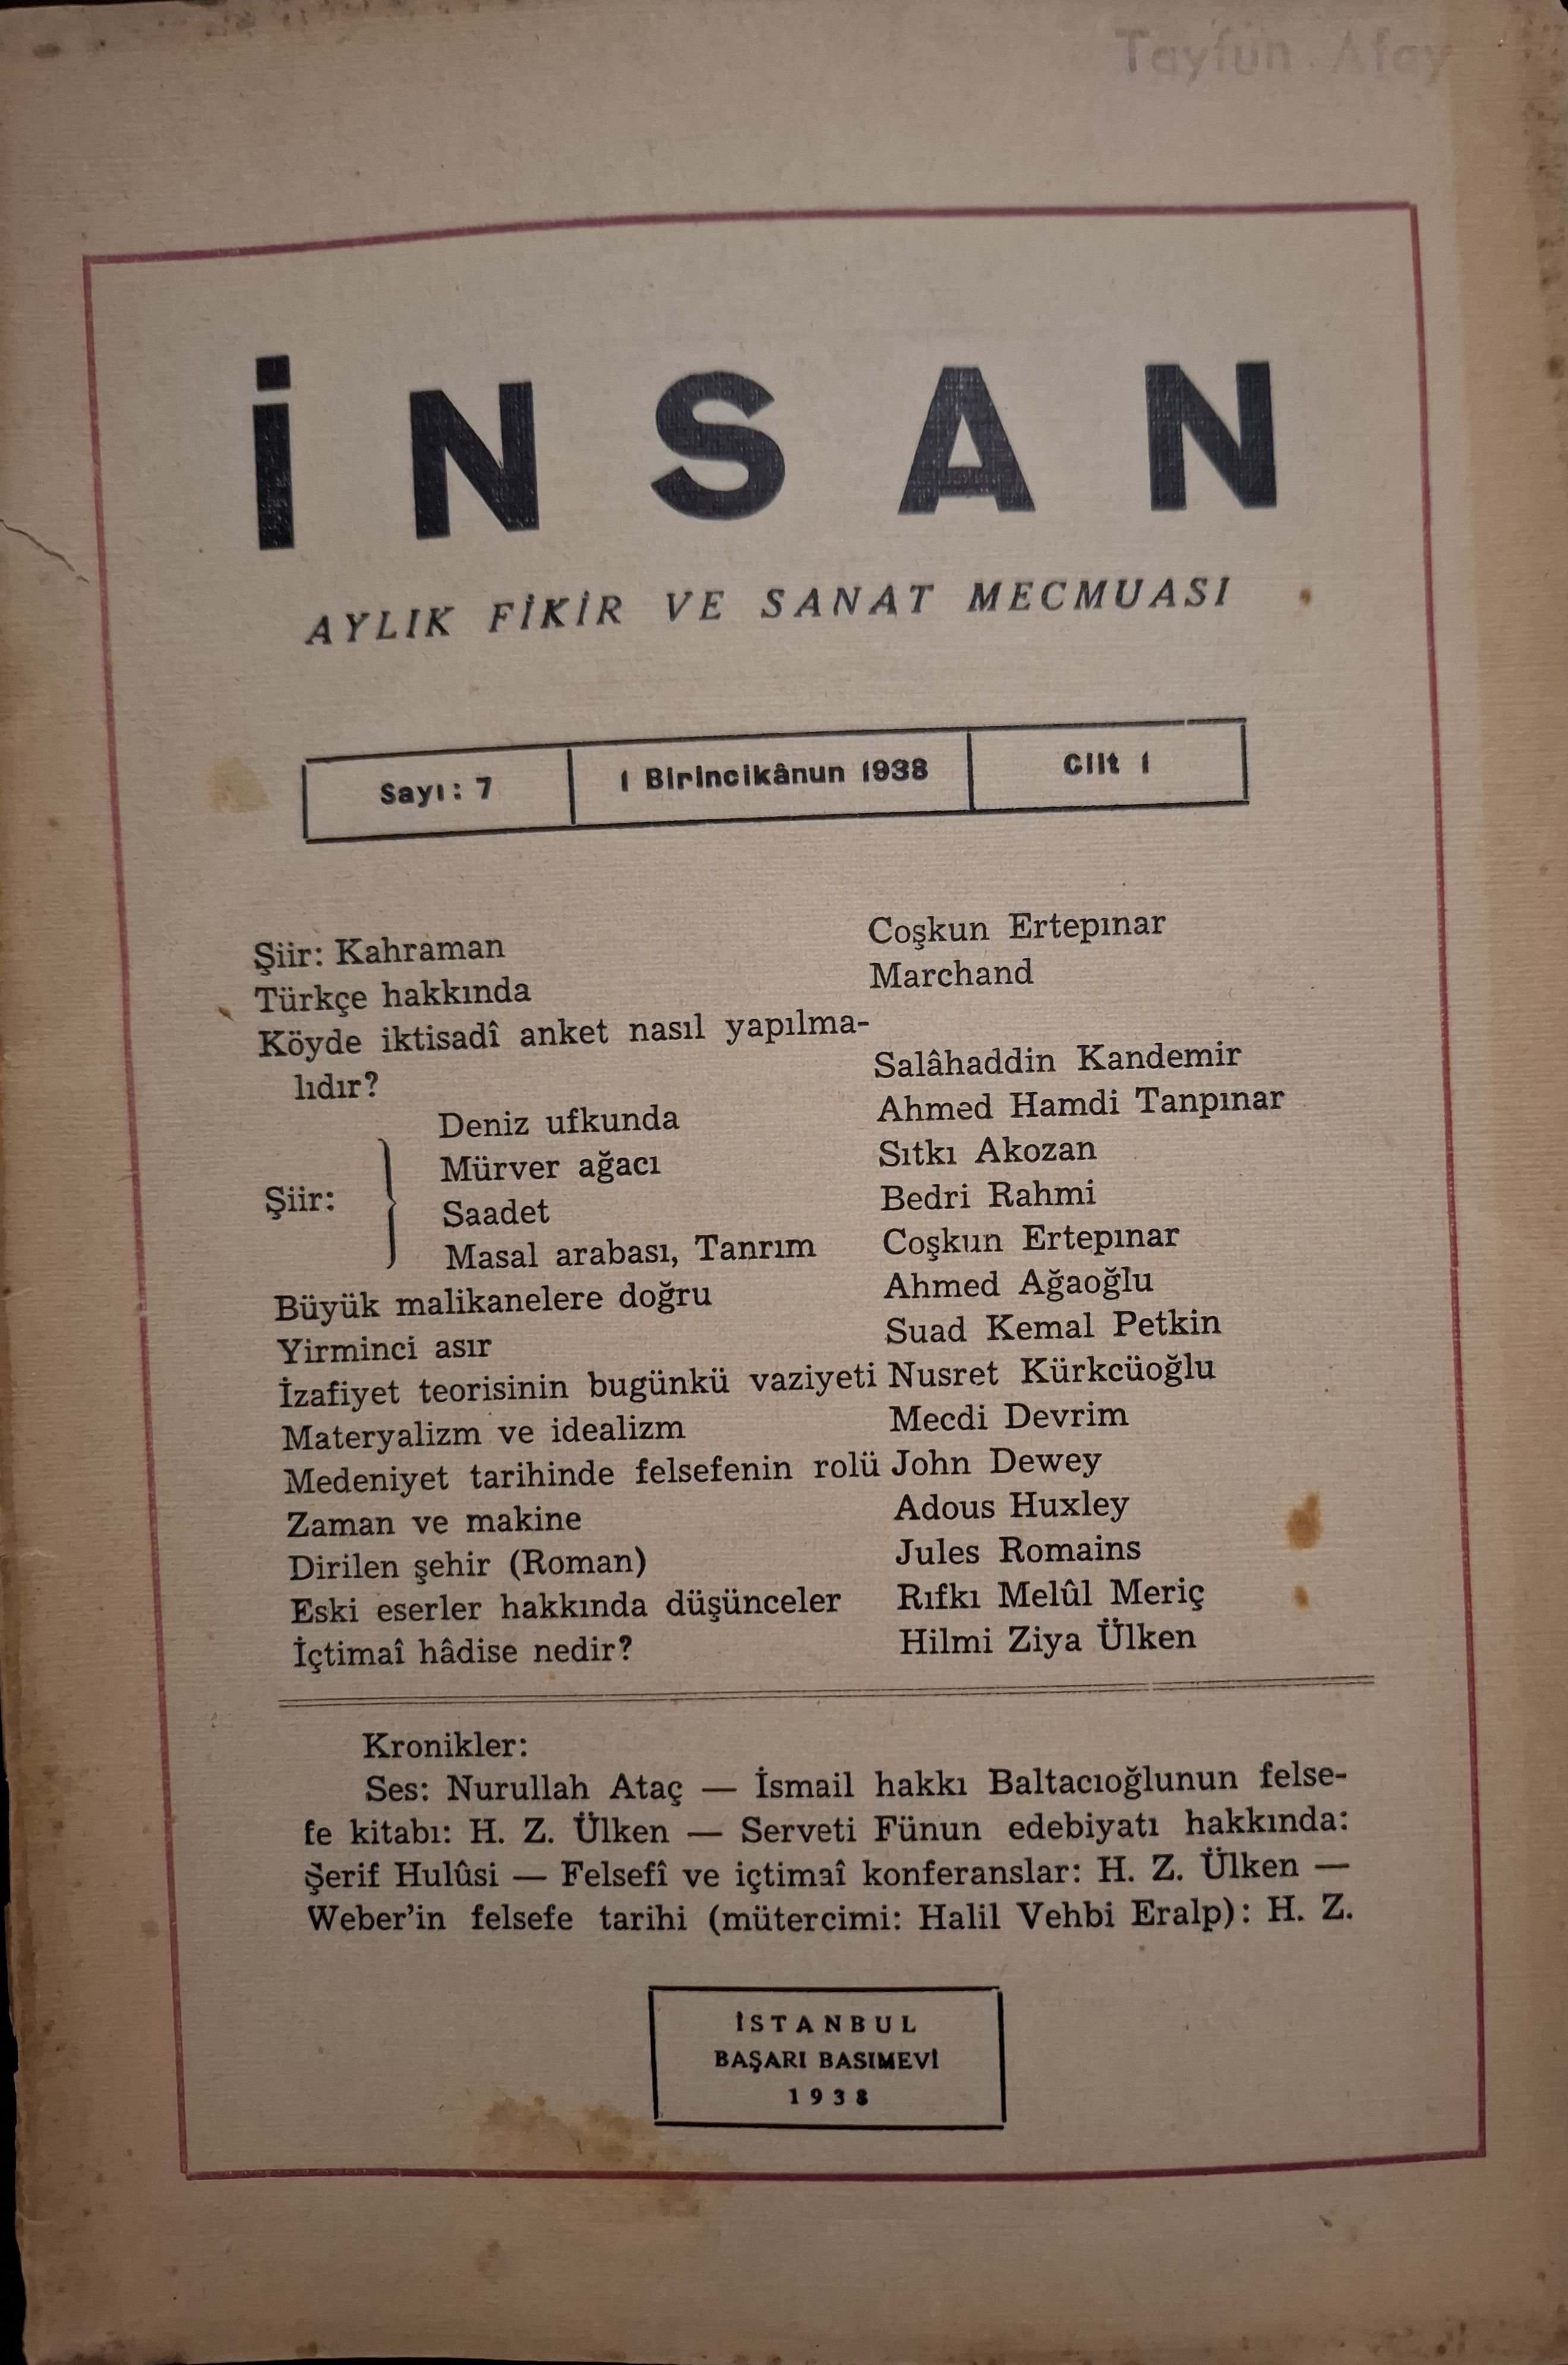 Tayfun Afay
İNSAN
AYLIK FİKİR VE SANAT MECMUASI
Sayı: 7 1 Birincikânun 1938 Cilt 1
Şiir: Kahraman Coşkun Ertepınar
Türkçe hakkında Marchand
Köyde iktisadî anket nasıl yapılma-
lıdır? Salâhaddin Kandemir
Şiir:
Deniz ufkunda Ahmed Hamdi Tanpınar
Mürver ağacı Sıtkı Akozan
Saadet Bedri Rahmi
Masal arabası, Tanrım Coşkun Ertepınar
Büyük malikanelere doğru Ahmed Ağaoğlu
Yirminci asır Suad Kemal Petkin
İzafiyet teorisinin bugünkü vaziyeti Nusret Kürkcüoğlu
Materyalizm ve idealizm Mecdi Devrim
Medeniyet tarihinde felsefenin rolü John Dewey
Zaman ve makine Adous Huxley
Dirilen şehir (Roman) Jules Romains
Eski eserler hakkında düşünceler Rıfkı Melûl Meriç
İçtimaî hâdise nedir? Hilmi Ziya Ülken
Kronikler:
Ses: Nurullah Ataç — İsmail hakkı Baltacıoğlunun felse-
fe kitabı: H. Z. Ülken — Serveti Fünun edebiyatı hakkında:
Şerif Hulûsi — Felsefî ve içtimaî konferanslar: H. Z. Ülken —
Weber'in felsefe tarihi (mütercimi: Halil Vehbi Eralp): H. Z.
İSTANBUL
BAŞARI BASIMEVİ
1938